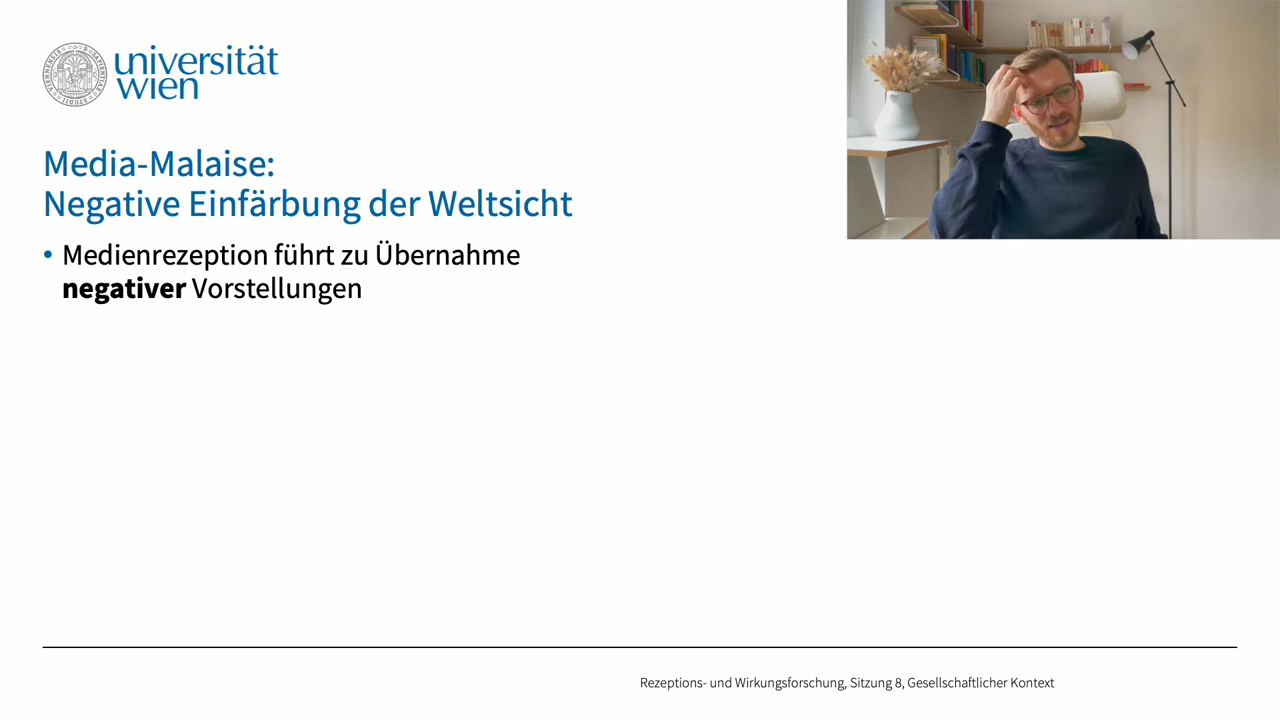 universität
wien
Media-Malaise:
Negative Einfärbung der Weltsicht
• Medienrezeption führt zu Übernahme
negativer Vorstellungen
Rezeptions- und Wirkungsforschung, Sitzung 8, Gesellschaftlicher Kontext